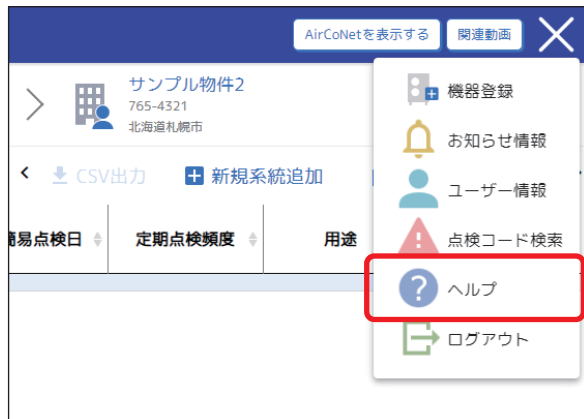 AirCoNetを表示する
関連動画
サンプル物件2
765-4321
北海道札幌市
CSV出力
新規系統追加
易点検日
定期点検頻度
用途
機器登録
お知らせ情報
ユーザー情報
点検コード検索
ヘルプ
ログアウト